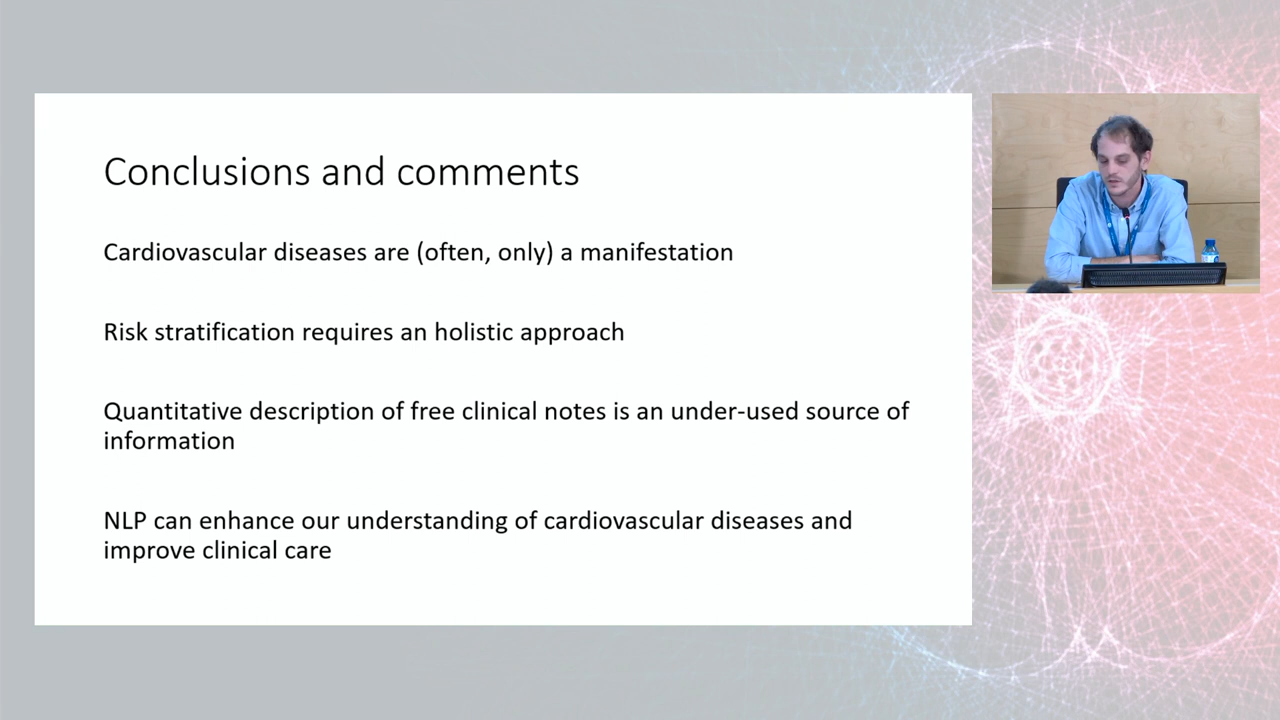 Conclusions and comments
Cardiovascular diseases are (often, only) a manifestation
Risk stratification requires an holistic approach
Quantitative description of free clinical notes is an under-used source of
information
NLP can enhance our understanding of cardiovascular diseases and
improve clinical care